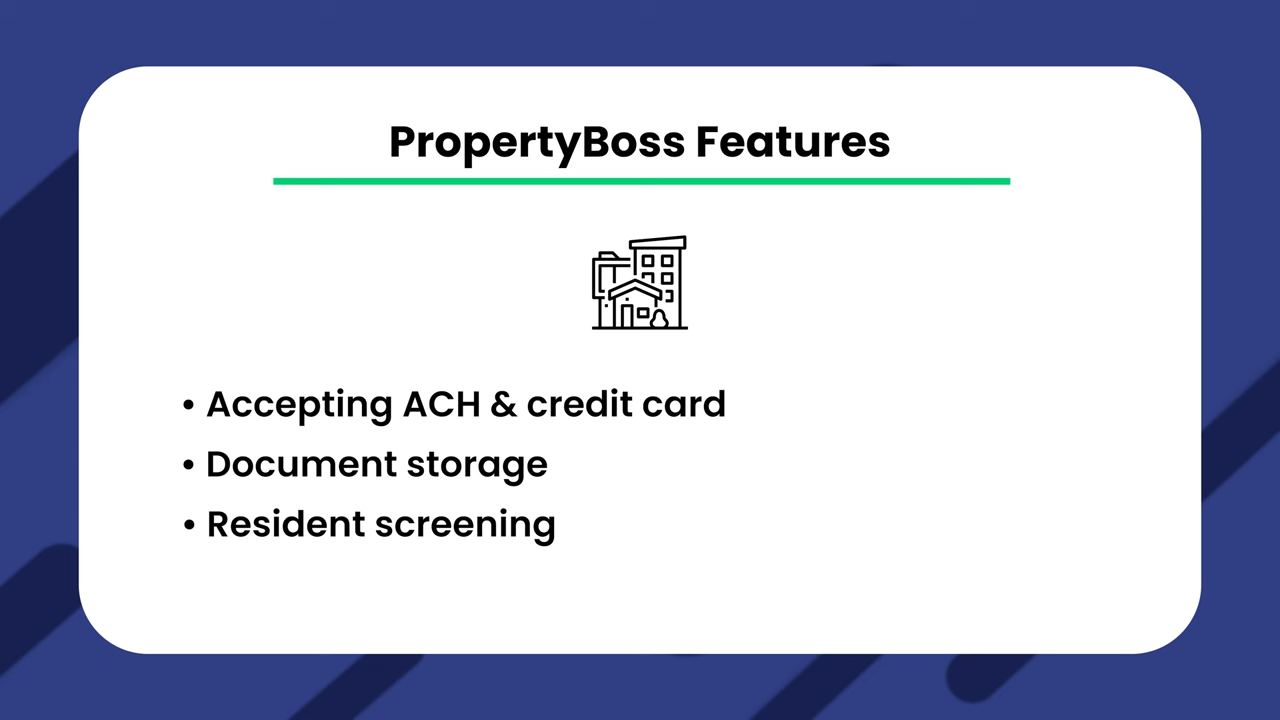 PropertyBoss Features
• Accepting ACH & credit card
• Document storage
• Resident screening